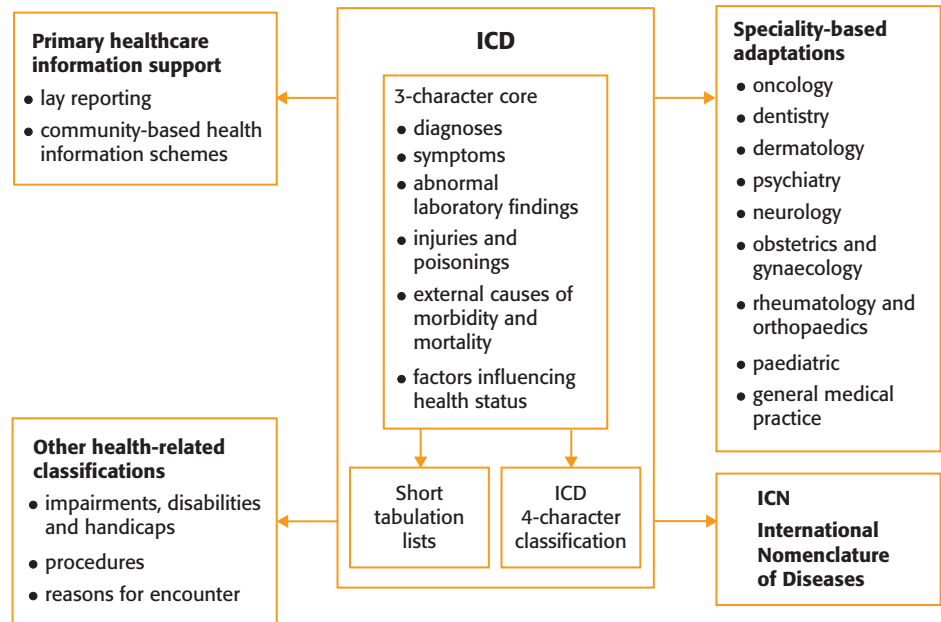 Primary healthcare
information support
• lay reporting
• community-based health
information schemes
Other health-related
classifications
• impairments, disabilities
and handicaps
• procedures
• reasons for encounter
ICD
3-character core
• diagnoses
• symptoms
• abnormal
laboratory findings
• injuries and
poisonings
• external causes of
morbidity and
mortality
• factors influencing
health status
Short
tabulation
lists
ICD
4-character
classification
Speciality-based
adaptations
• oncology
• dentistry
• dermatology
• psychiatry
• neurology
• obstetrics and
gynaecology
• rheumatology and
orthopaedics
• paediatric
• general medical
practice
ICN
International
Nomenclature
of Diseases